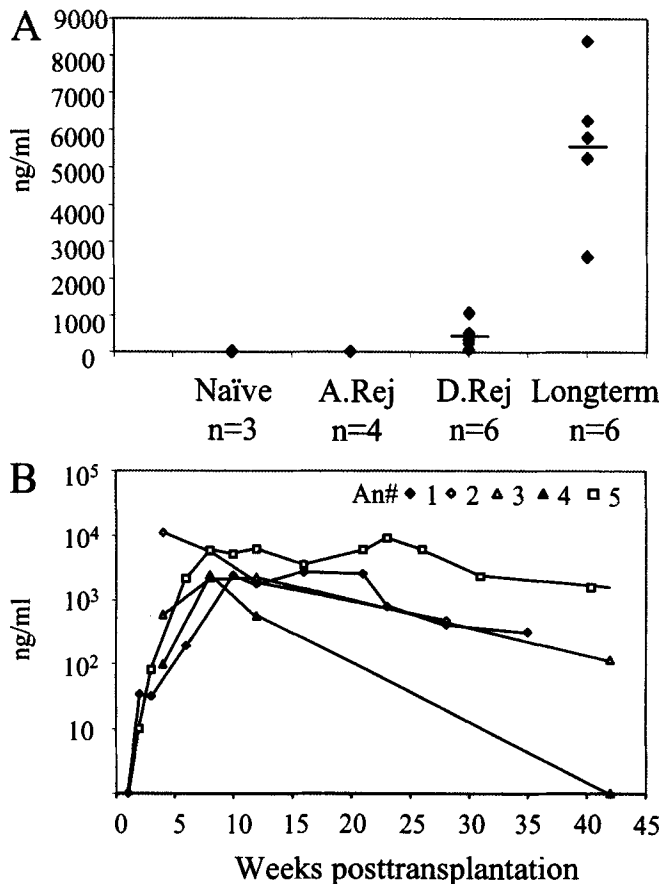 A
9000
8000
7000
6000
5000
4000
3000
2000
1000
0
ng/ml
Naïve A.Rej D.Rej Longterm
n=3 n=4 n=6 n=6
B
An# 1 2 3 4 5
10⁵
10⁴
10³
10²
10
ng/ml
0 5 10 15 20 25 30 35 40 45
Weeks posttransplantation